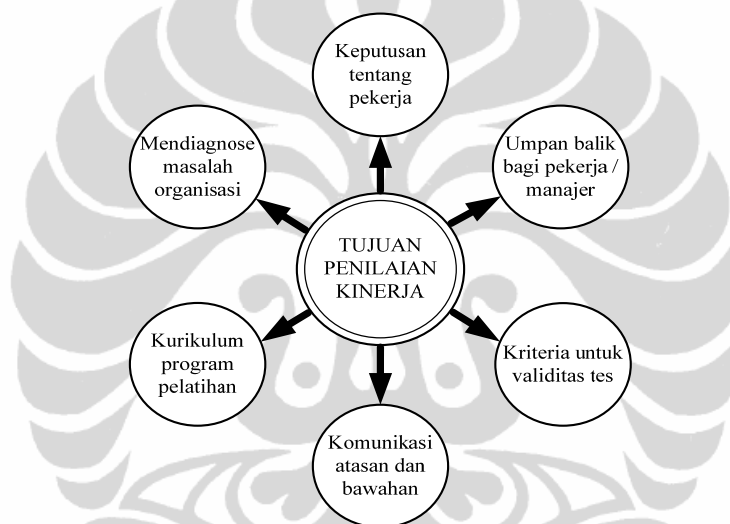 Keputusan
tentang
pekerja
Mendiagnose
masalah
organisasi
Umpan balik
bagi pekerja /
manajer
TUJUAN
PENILAIAN
KINERJA
Kurikulum
program
pelatihan
Kriteria untuk
validitas tes
Komunikasi
atasan dan
bawahan